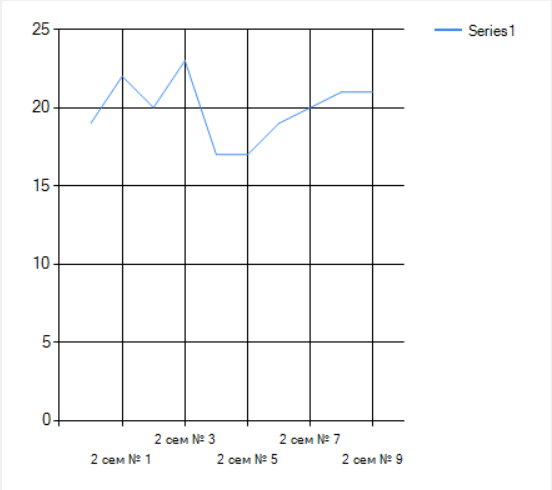 25
Series1
20
15
10
5
0
2 сем № 3
2 сем № 7
2 сем № 1
2 сем № 5
2 сем № 9